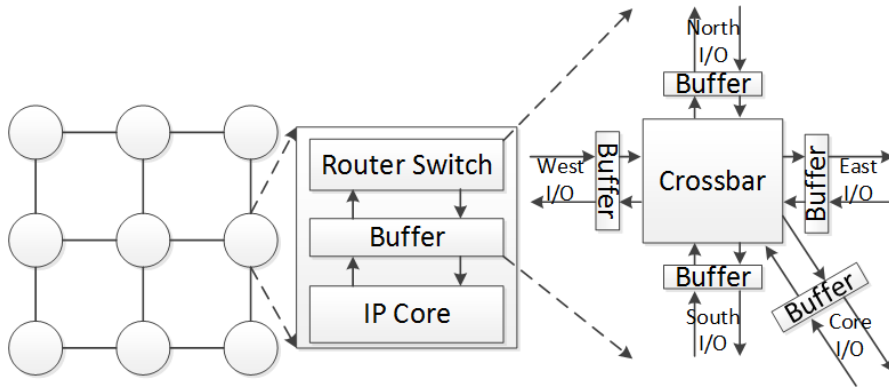 Router Switch
Buffer
IP Core
North
I/O
Buffer
West
I/O
Buffer
Crossbar
Buffer
East
I/O
Buffer
South
I/O
Buffer
Core
I/O